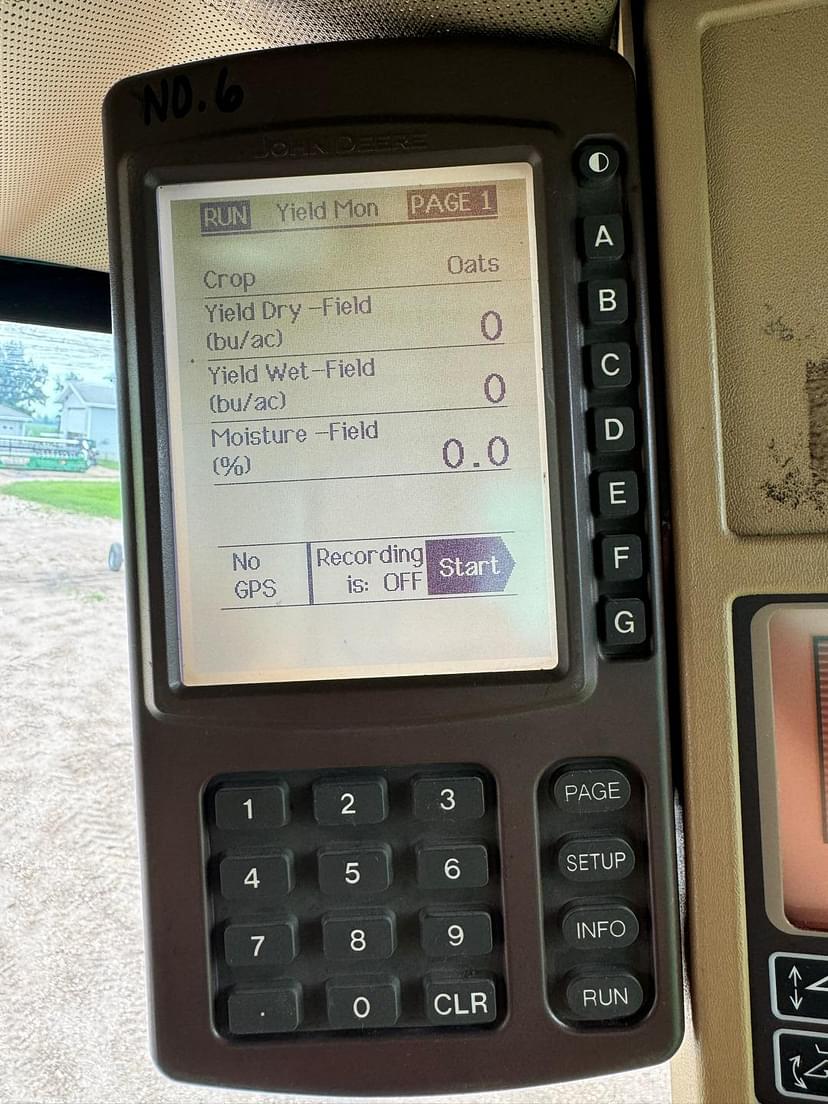 NO.6
JOHN DEERE
RUN Yield Mon PAGE 1
Crop Oats
Yield Dry -Field
(bu/ac) 0
Yield Wet-Field
(bu/ac) 0
Moisture -Field
(%) 0.0
No Recording Start
GPS is: OFF
A
B
C
D
E
F
G
1 2 3 PAGE
4 5 6 SETUP
7 8 9 INFO
. 0 CLR RUN